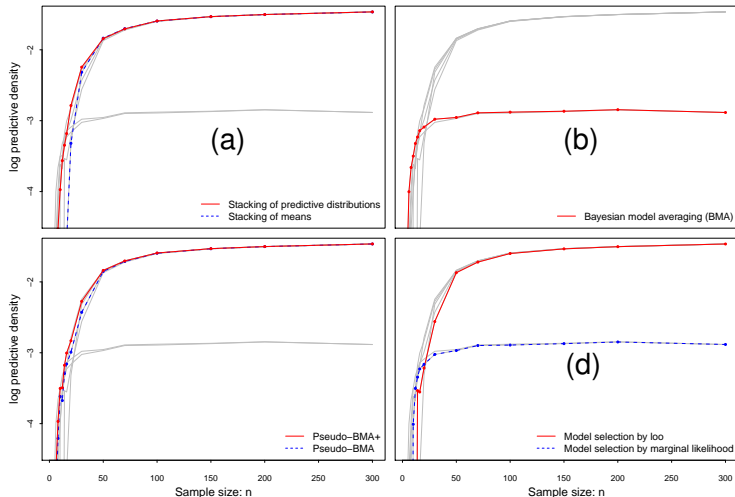 log predictive density
-2
-3
-4
(a)
Stacking of predictive distributions
Stacking of means
(b)
Bayesian model averaging (BMA)
log predictive density
-2
-3
-4
Pseudo-BMA+
Pseudo-BMA
0 50 100 150 200 250 300
Sample size: n
(d)
Model selection by loo
Model selection by marginal likelihood
0 50 100 150 200 250 300
Sample size: n